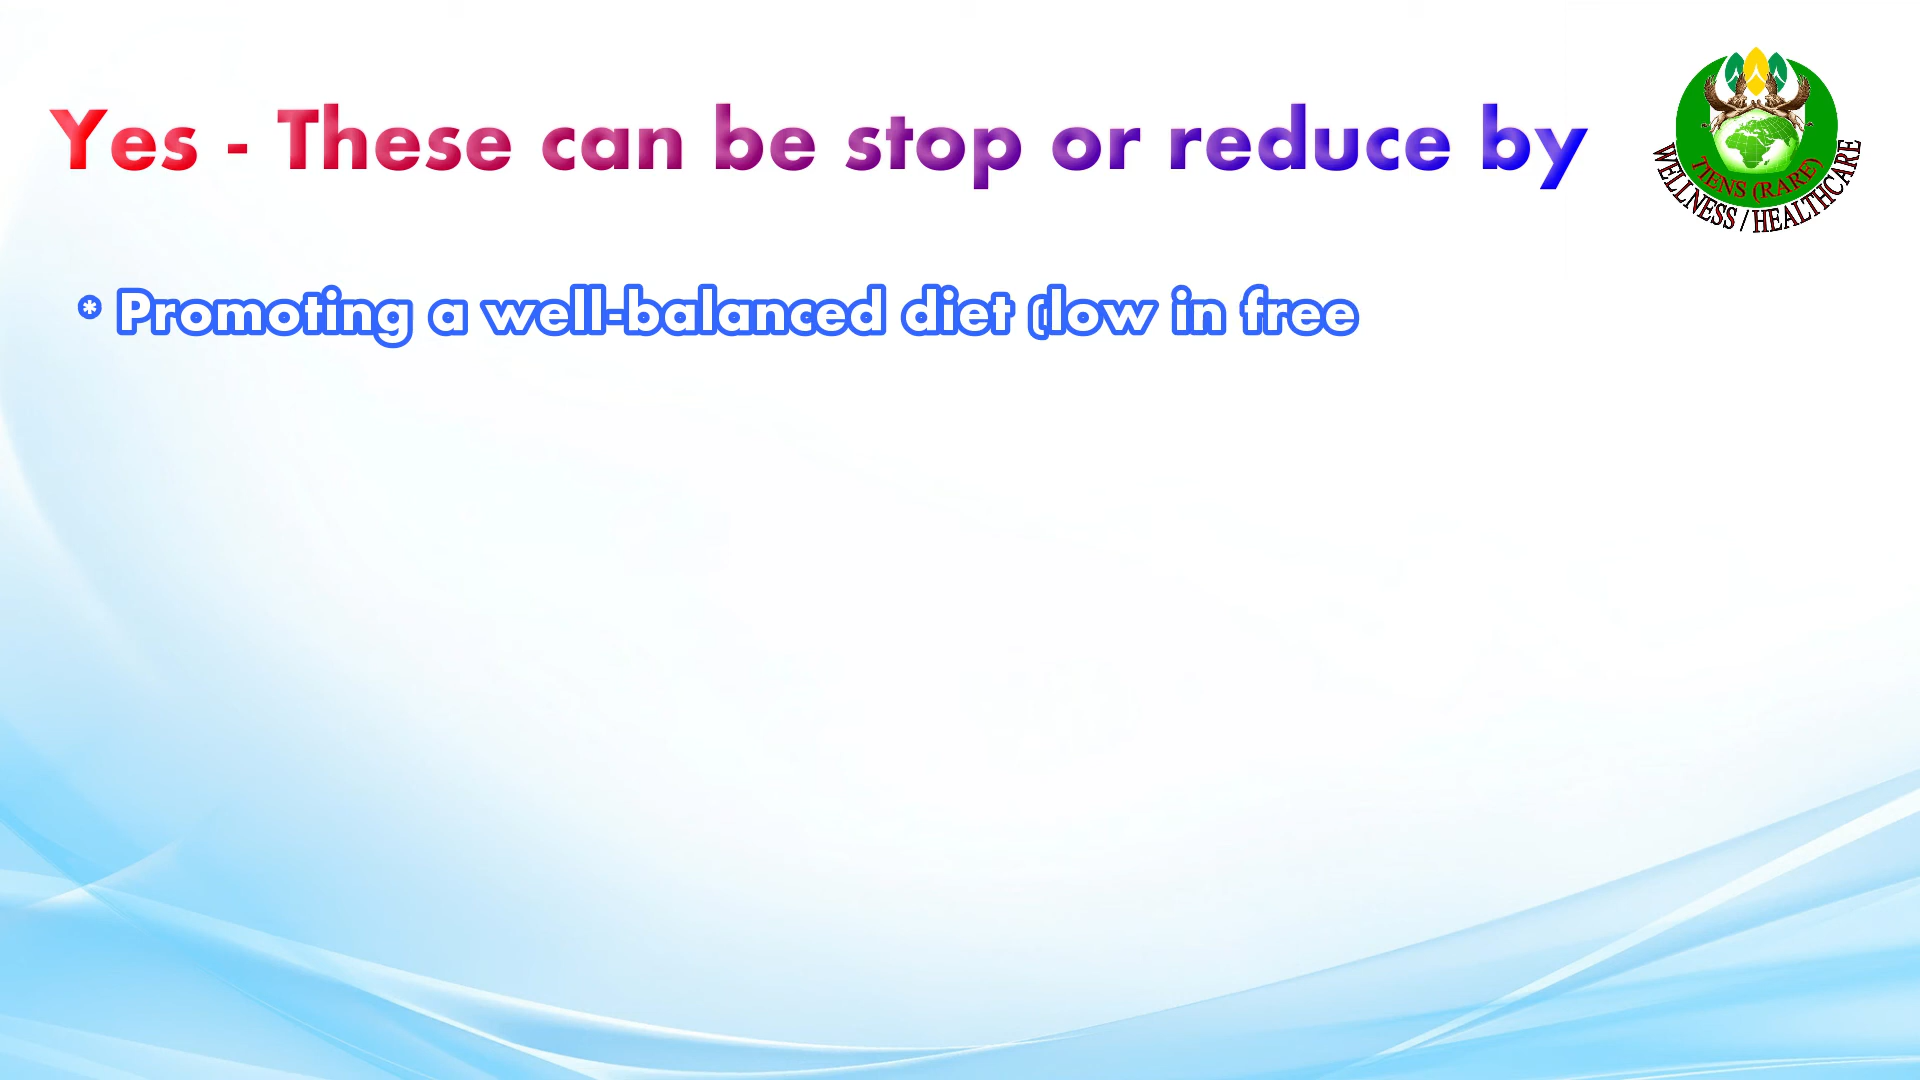 Yes - These can be stop or reduce by
TIENS (RARE)
WELLNESS / HEALTHCARE
* Promoting a well-balanced diet (low in free